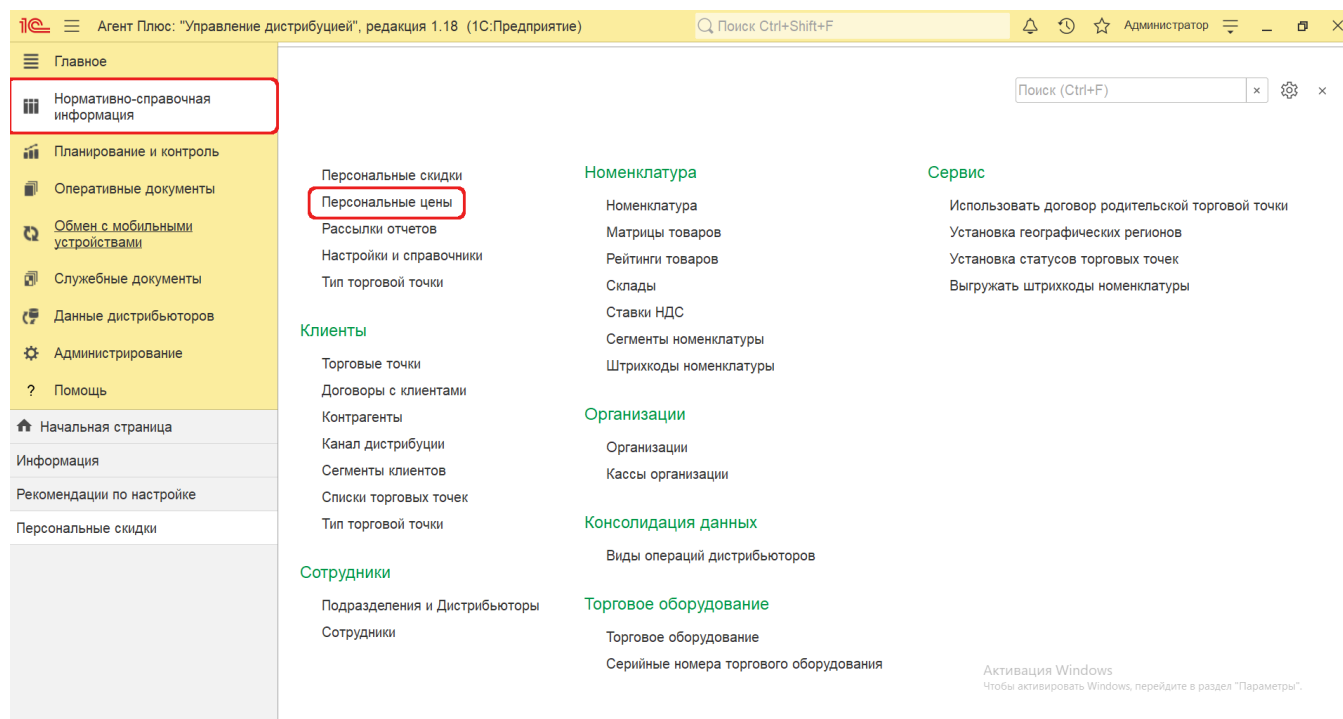 1С Агент Плюс: "Управление дистрибуцией", редакция 1.18 (1С:Предприятие) Поиск Ctrl+Shift+F Администратор
Главное
Нормативно-справочная
информация
Планирование и контроль
Оперативные документы
Обмен с мобильными
устройствами
Служебные документы
Данные дистрибьюторов
Администрирование
? Помощь
Начальная страница
Информация
Рекомендации по настройке
Персональные скидки
Поиск (Ctrl+F)
Персональные скидки
Персональные цены
Рассылки отчетов
Настройки и справочники
Тип торговой точки
Клиенты
Торговые точки
Договоры с клиентами
Контрагенты
Канал дистрибуции
Сегменты клиентов
Списки торговых точек
Тип торговой точки
Сотрудники
Подразделения и Дистрибьюторы
Сотрудники
Номенклатура
Номенклатура
Матрицы товаров
Рейтинги товаров
Склады
Ставки НДС
Сегменты номенклатуры
Штрихкоды номенклатуры
Организации
Организации
Кассы организации
Консолидация данных
Виды операций дистрибьюторов
Торговое оборудование
Торговое оборудование
Серийные номера торгового оборудования
Сервис
Использовать договор родительской торговой точки
Установка географических регионов
Установка статусов торговых точек
Выгружать штрихкоды номенклатуры
Активация Windows
Чтобы активировать Windows, перейдите в раздел "Параметры".